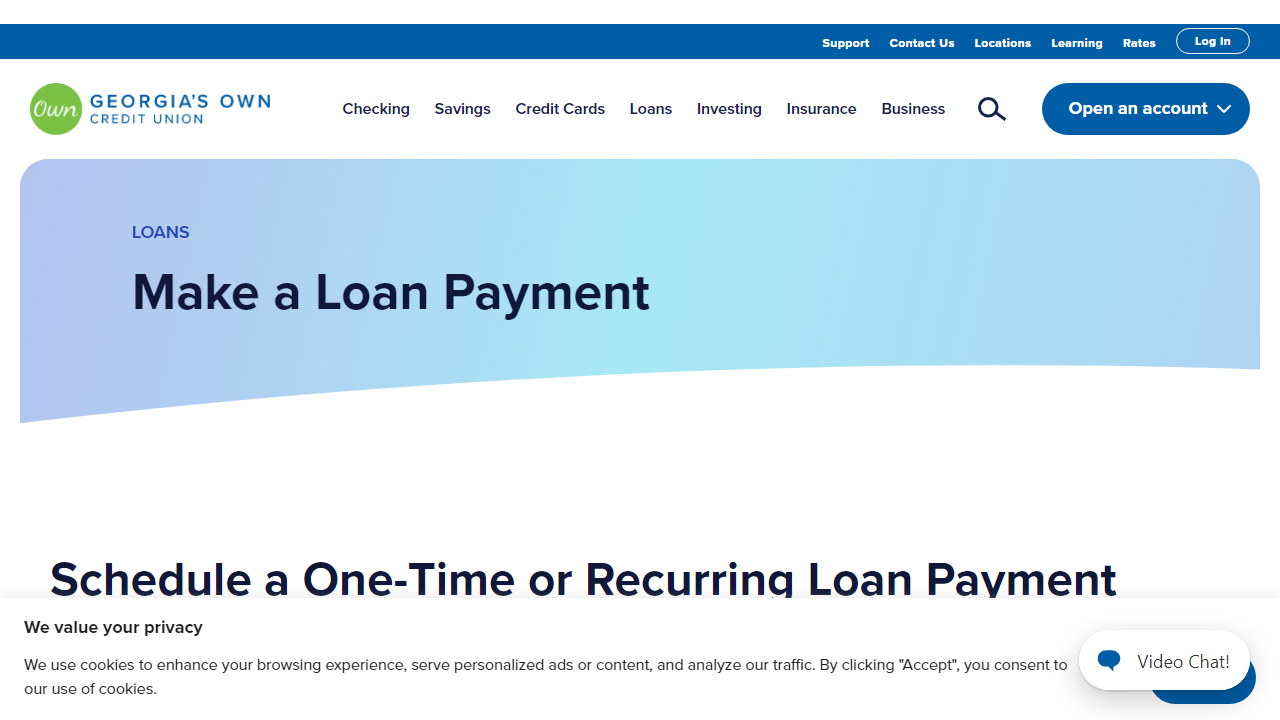 Support Contact Us Locations Learning Rates Log In
Own GEORGIA'S OWN
CREDIT UNION
Checking Savings Credit Cards Loans Investing Insurance Business Open an account
LOANS
Make a Loan Payment
Schedule a One-Time or Recurring Loan Payment
We value your privacy
We use cookies to enhance your browsing experience, serve personalized ads or content, and analyze our traffic. By clicking "Accept", you consent to
our use of cookies.
Video Chat!